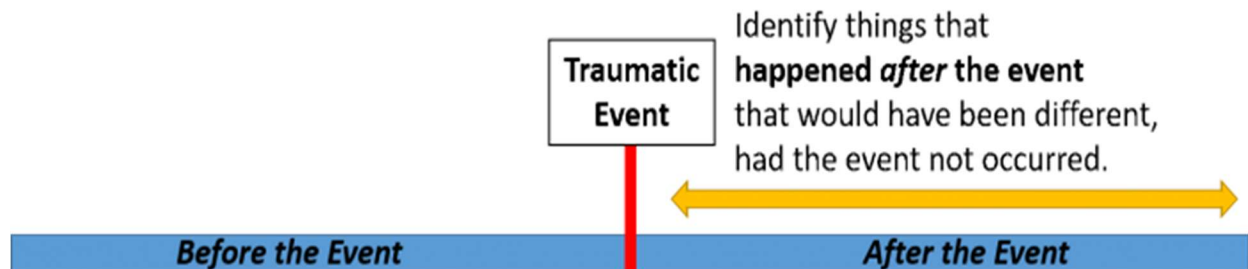 Traumatic
Event
Identify things that
happened after the event
that would have been different,
had the event not occurred.
Before the Event
After the Event